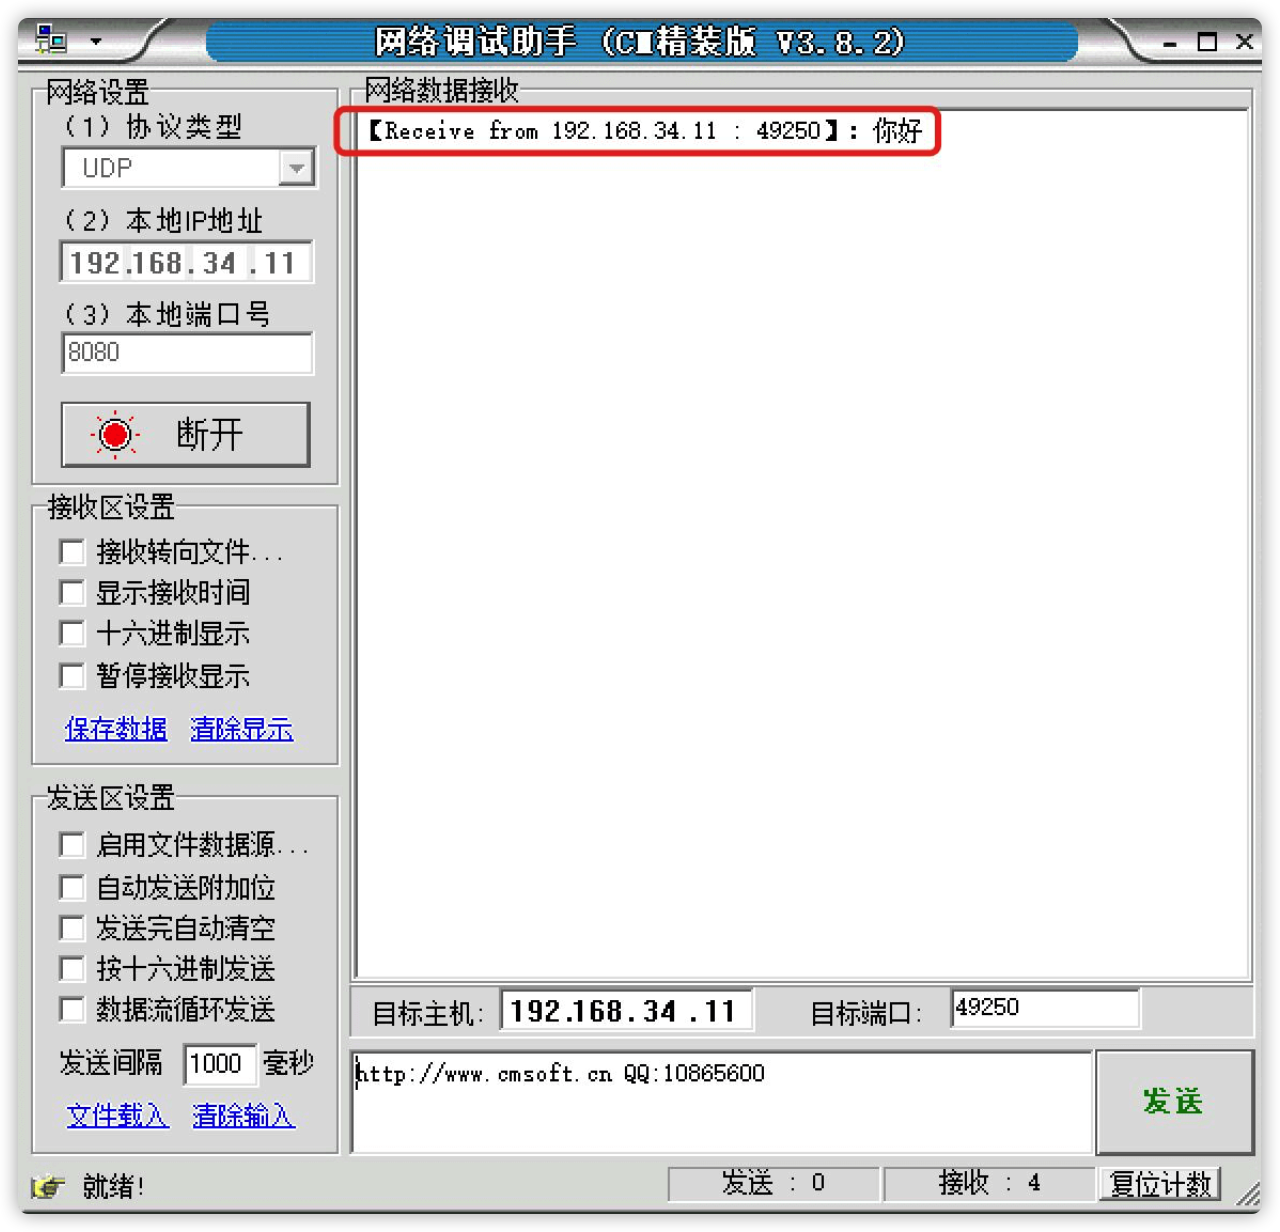 网络调试助手 (CM精装版 V3.8.2)
网络设置
(1) 协议类型
UDP
(2) 本地IP地址
192.168.34 .11
(3) 本地端口号
8080
断开
接收区设置
接收转向文件...
显示接收时间
十六进制显示
暂停接收显示
保存数据 清除显示
发送区设置
启用文件数据源...
自动发送附加位
发送完自动清空
按十六进制发送
数据流循环发送
发送间隔 1000 毫秒
文件载入 清除输入
网络数据接收
【Receive from 192.168.34.11 : 49250】: 你好
目标主机: 192.168.34 .11 目标端口: 49250
http://www.cmsoft.cn QQ:10865600
发送
就绪!
发送 : 0 接收 : 4 复位计数